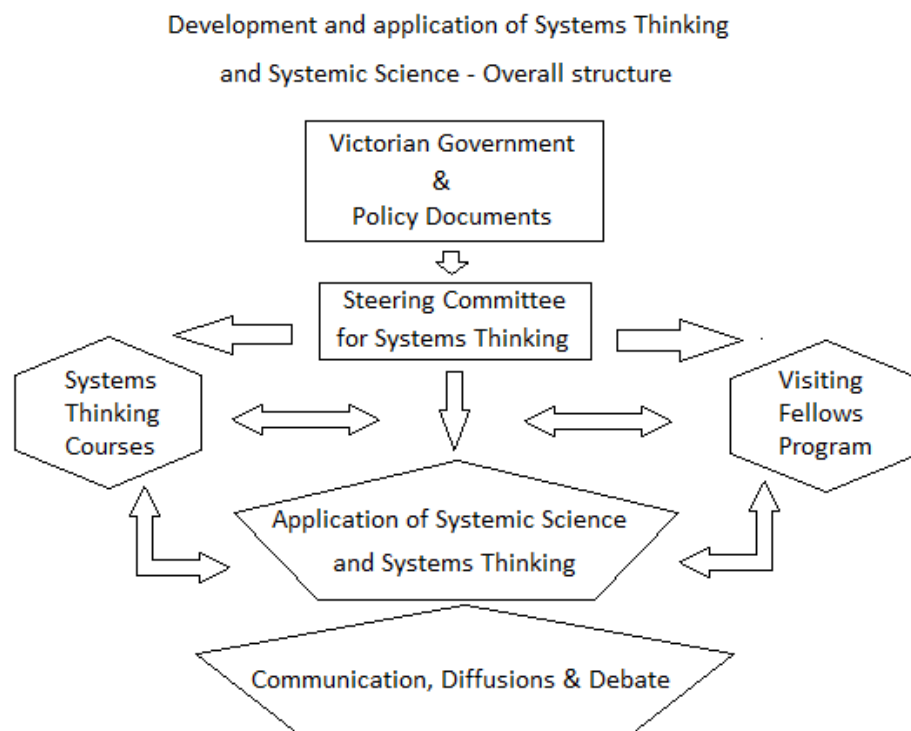 Development and application of Systems Thinking
and Systemic Science - Overall structure
Victorian Government
&
Policy Documents
Steering Committee
for Systems Thinking
Systems
Thinking
Courses
Visiting
Fellows
Program
Application of Systemic Science
and Systems Thinking
Communication, Diffusions & Debate